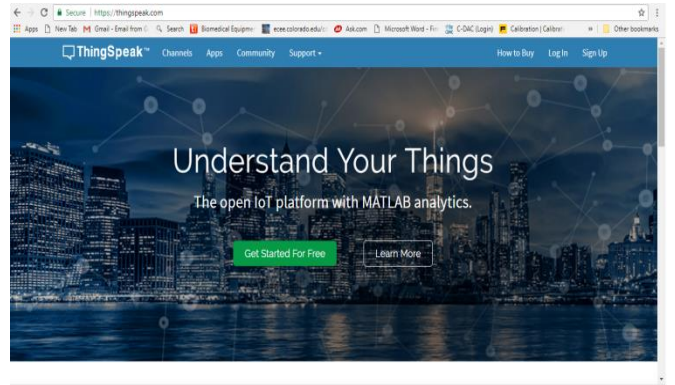 Secure https://thingspeak.com
Apps New Tab Gmail - Email from G Search Biomedical Equipme ecee.colorado.edu/ Ask.com Microsoft Word - Fin C-DAC (Login) Calibration | Calibrat » Other bookmarks
ThingSpeak™ Channels Apps Community Support How to Buy Log In Sign Up
Understand Your Things
The open IoT platform with MATLAB analytics.
Get Started For Free Learn More